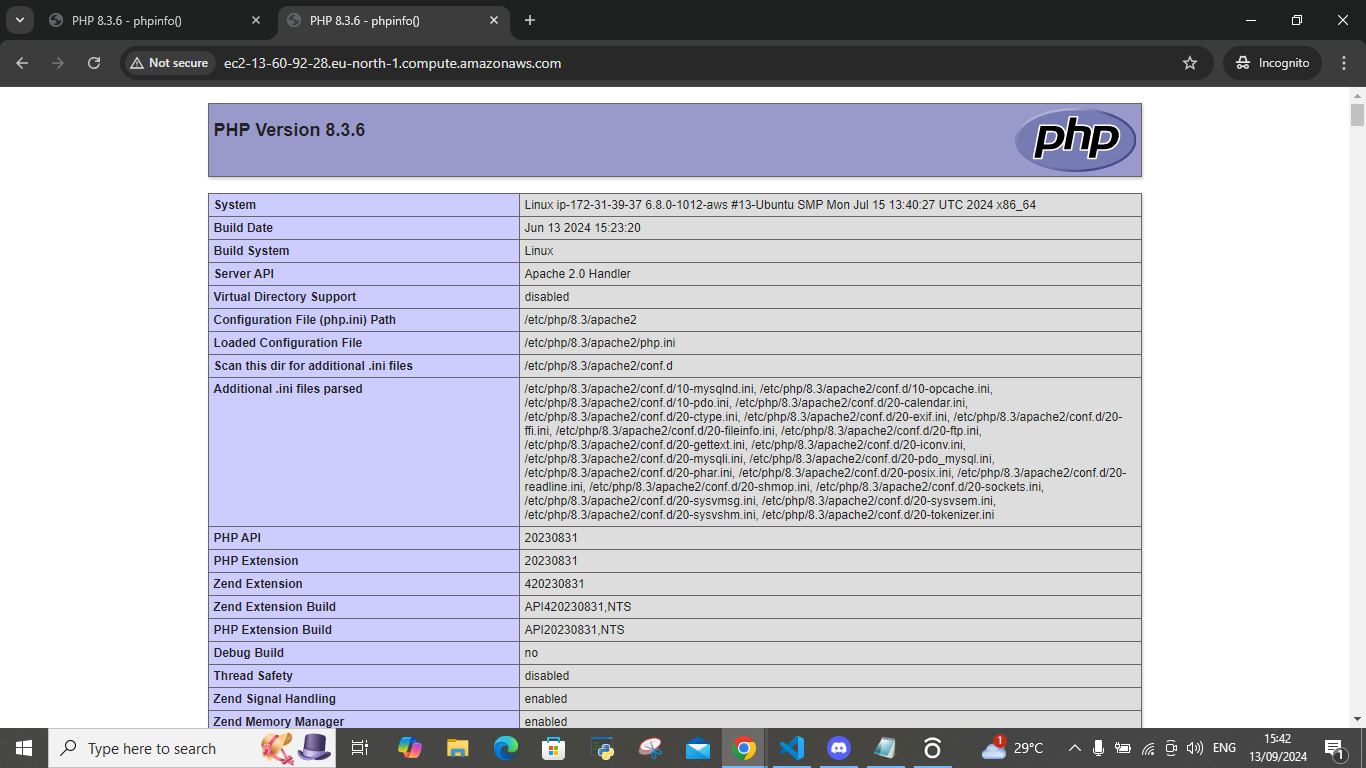 PHP 8.3.6 - phpinfo()
PHP 8.3.6 - phpinfo()
Not secure
ec2-13-60-92-28.eu-north-1.compute.amazonaws.com
Incognito
PHP Version 8.3.6
php
System Linux ip-172-31-39-37 6.8.0-1012-aws #13-Ubuntu SMP Mon Jul 15 13:40:27 UTC 2024 x86_64
Build Date Jun 13 2024 15:23:20
Build System Linux
Server API Apache 2.0 Handler
Virtual Directory Support disabled
Configuration File (php.ini) Path /etc/php/8.3/apache2
Loaded Configuration File /etc/php/8.3/apache2/php.ini
Scan this dir for additional .ini files /etc/php/8.3/apache2/conf.d
Additional .ini files parsed /etc/php/8.3/apache2/conf.d/10-mysqlnd.ini, /etc/php/8.3/apache2/conf.d/10-opcache.ini,
/etc/php/8.3/apache2/conf.d/10-pdo.ini, /etc/php/8.3/apache2/conf.d/20-calendar.ini,
/etc/php/8.3/apache2/conf.d/20-ctype.ini, /etc/php/8.3/apache2/conf.d/20-exif.ini, /etc/php/8.3/apache2/conf.d/20-
ffi.ini, /etc/php/8.3/apache2/conf.d/20-fileinfo.ini, /etc/php/8.3/apache2/conf.d/20-ftp.ini,
/etc/php/8.3/apache2/conf.d/20-gettext.ini, /etc/php/8.3/apache2/conf.d/20-iconv.ini,
/etc/php/8.3/apache2/conf.d/20-mysqli.ini, /etc/php/8.3/apache2/conf.d/20-pdo_mysql.ini,
/etc/php/8.3/apache2/conf.d/20-phar.ini, /etc/php/8.3/apache2/conf.d/20-posix.ini, /etc/php/8.3/apache2/conf.d/20-
readline.ini, /etc/php/8.3/apache2/conf.d/20-shmop.ini, /etc/php/8.3/apache2/conf.d/20-sockets.ini,
/etc/php/8.3/apache2/conf.d/20-sysvmsg.ini, /etc/php/8.3/apache2/conf.d/20-sysvsem.ini,
/etc/php/8.3/apache2/conf.d/20-sysvshm.ini, /etc/php/8.3/apache2/conf.d/20-tokenizer.ini
PHP API 20230831
PHP Extension 20230831
Zend Extension 420230831
Zend Extension Build API420230831,NTS
PHP Extension Build API20230831,NTS
Debug Build no
Thread Safety disabled
Zend Signal Handling enabled
Zend Memory Manager enabled
Type here to search
1
29°C
ENG
15:42
13/09/2024
1